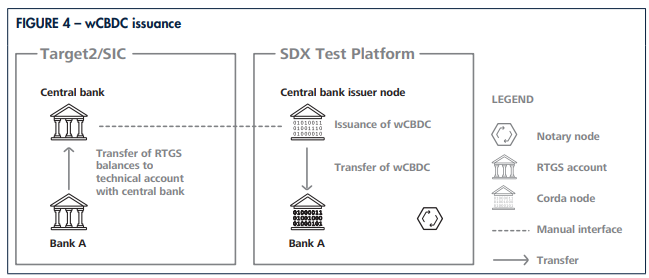 FIGURE 4 – wCBDC issuance
Target2/SIC
Central bank
Transfer of RTGS
balances to
technical account
with central bank
Bank A
SDX Test Platform
Central bank issuer node
01010011
01001110
01000010
Issuance of wCBDC
Transfer of wCBDC
01000011
01001000
01000101
Bank A
LEGEND
Notary node
RTGS account
Corda node
Manual interface
Transfer